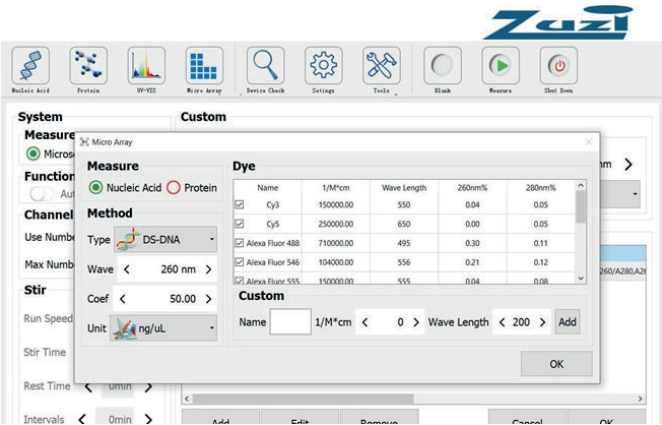 Zuzi
Nucleic Acid Protein UV-VIS Micro Array Device Check Settings Tools Blank Measure Shut Down
System Custom
Measure
Micros
Function
Au
Channel
Use Numbe
Max Numb
Stir
Run Speed
Stir Time
Rest Time 0min
Intervals 0min
nm
260/A280,A26
Micro Array
Measure
Nucleic Acid Protein
Method
Type DS-DNA
Wave 260 nm
Coef 50.00
Unit ng/uL
Dye
Name 1/M*cm Wave Length 260nm% 280nm%
Cy3 150000.00 550 0.04 0.05
Cy5 250000.00 650 0.00 0.05
Alexa Fluor 488 710000.00 495 0.30 0.11
Alexa Fluor 546 104000.00 556 0.21 0.12
Alexa Fluor 555 150000.00 555 0.04 0.08
Custom
Name 1/M*cm 0 Wave Length 200 Add
OK
Add Edit Remove Cancel OK